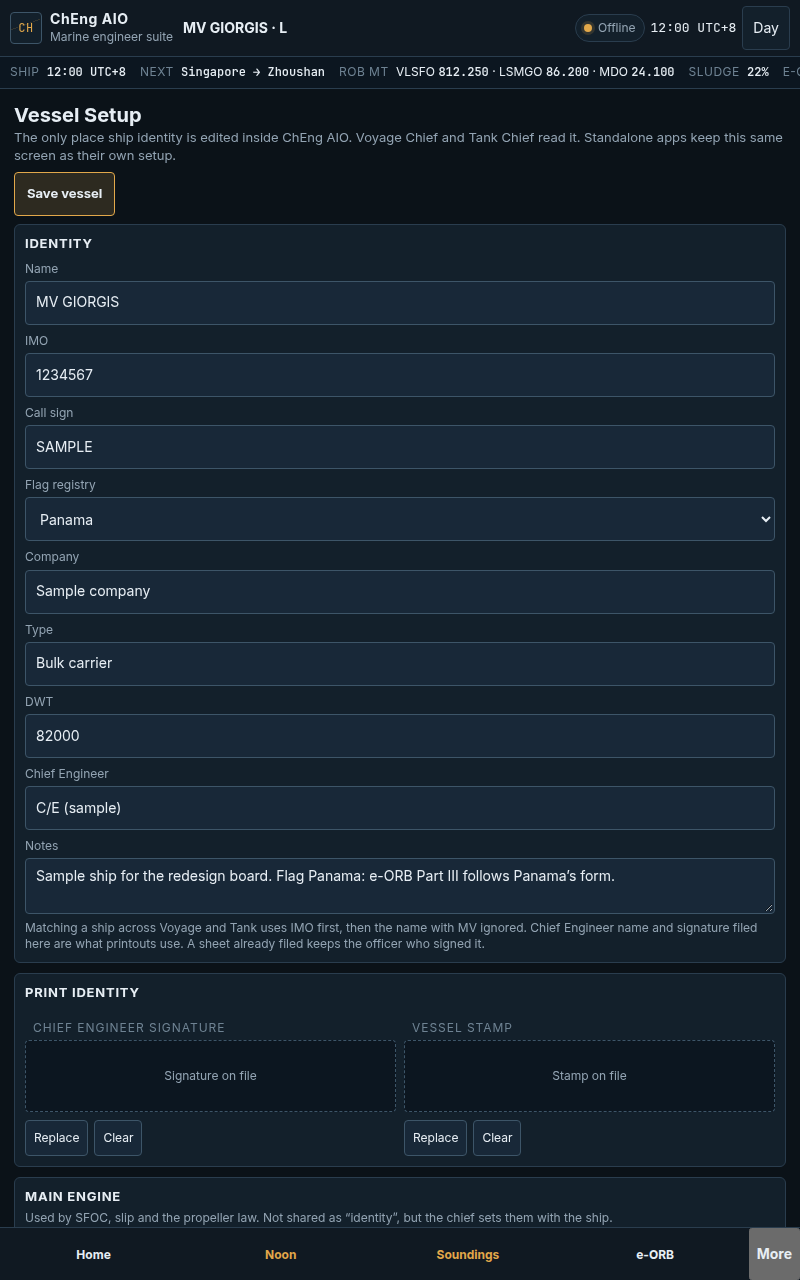 CH
ChEng AIO
Marine engineer suite
MV GIORGIS · L
Offline
12:00 UTC+8
Day
SHIP 12:00 UTC+8 NEXT Singapore → Zhoushan ROB MT VLSFO 812.250 · LSMGO 86.200 · MDO 24.100 SLUDGE 22%
Vessel Setup
The only place ship identity is edited inside ChEng AIO. Voyage Chief and Tank Chief read it. Standalone apps keep this same
screen as their own setup.
Save vessel
IDENTITY
Name
MV GIORGIS
IMO
1234567
Call sign
SAMPLE
Flag registry
Panama
Company
Sample company
Type
Bulk carrier
DWT
82000
Chief Engineer
C/E (sample)
Notes
Sample ship for the redesign board. Flag Panama: e-ORB Part III follows Panama’s form.
Matching a ship across Voyage and Tank uses IMO first, then the name with MV ignored. Chief Engineer name and signature filed
here are what printouts use. A sheet already filed keeps the officer who signed it.
PRINT IDENTITY
CHIEF ENGINEER SIGNATURE VESSEL STAMP
Signature on file Stamp on file
Replace Clear Replace Clear
MAIN ENGINE
Used by SFOC, slip and the propeller law. Not shared as “identity”, but the chief sets them with the ship.
Home Noon Soundings e-ORB More